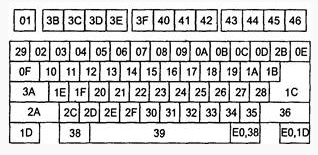 01 3B 3C 3D 3E 3F 40 41 42 43 44 45 46
29 02 03 04 05 06 07 08 09 0A 0B 0C 0D 2B 0E
0F 10 11 12 13 14 15 16 17 18 19 1A 1B
3A 1E 1F 20 21 22 23 24 25 26 27 28 1C
2A 2C 2D 2E 2F 30 31 32 33 34 35 36
1D 38 39 E0,38 E0,1D